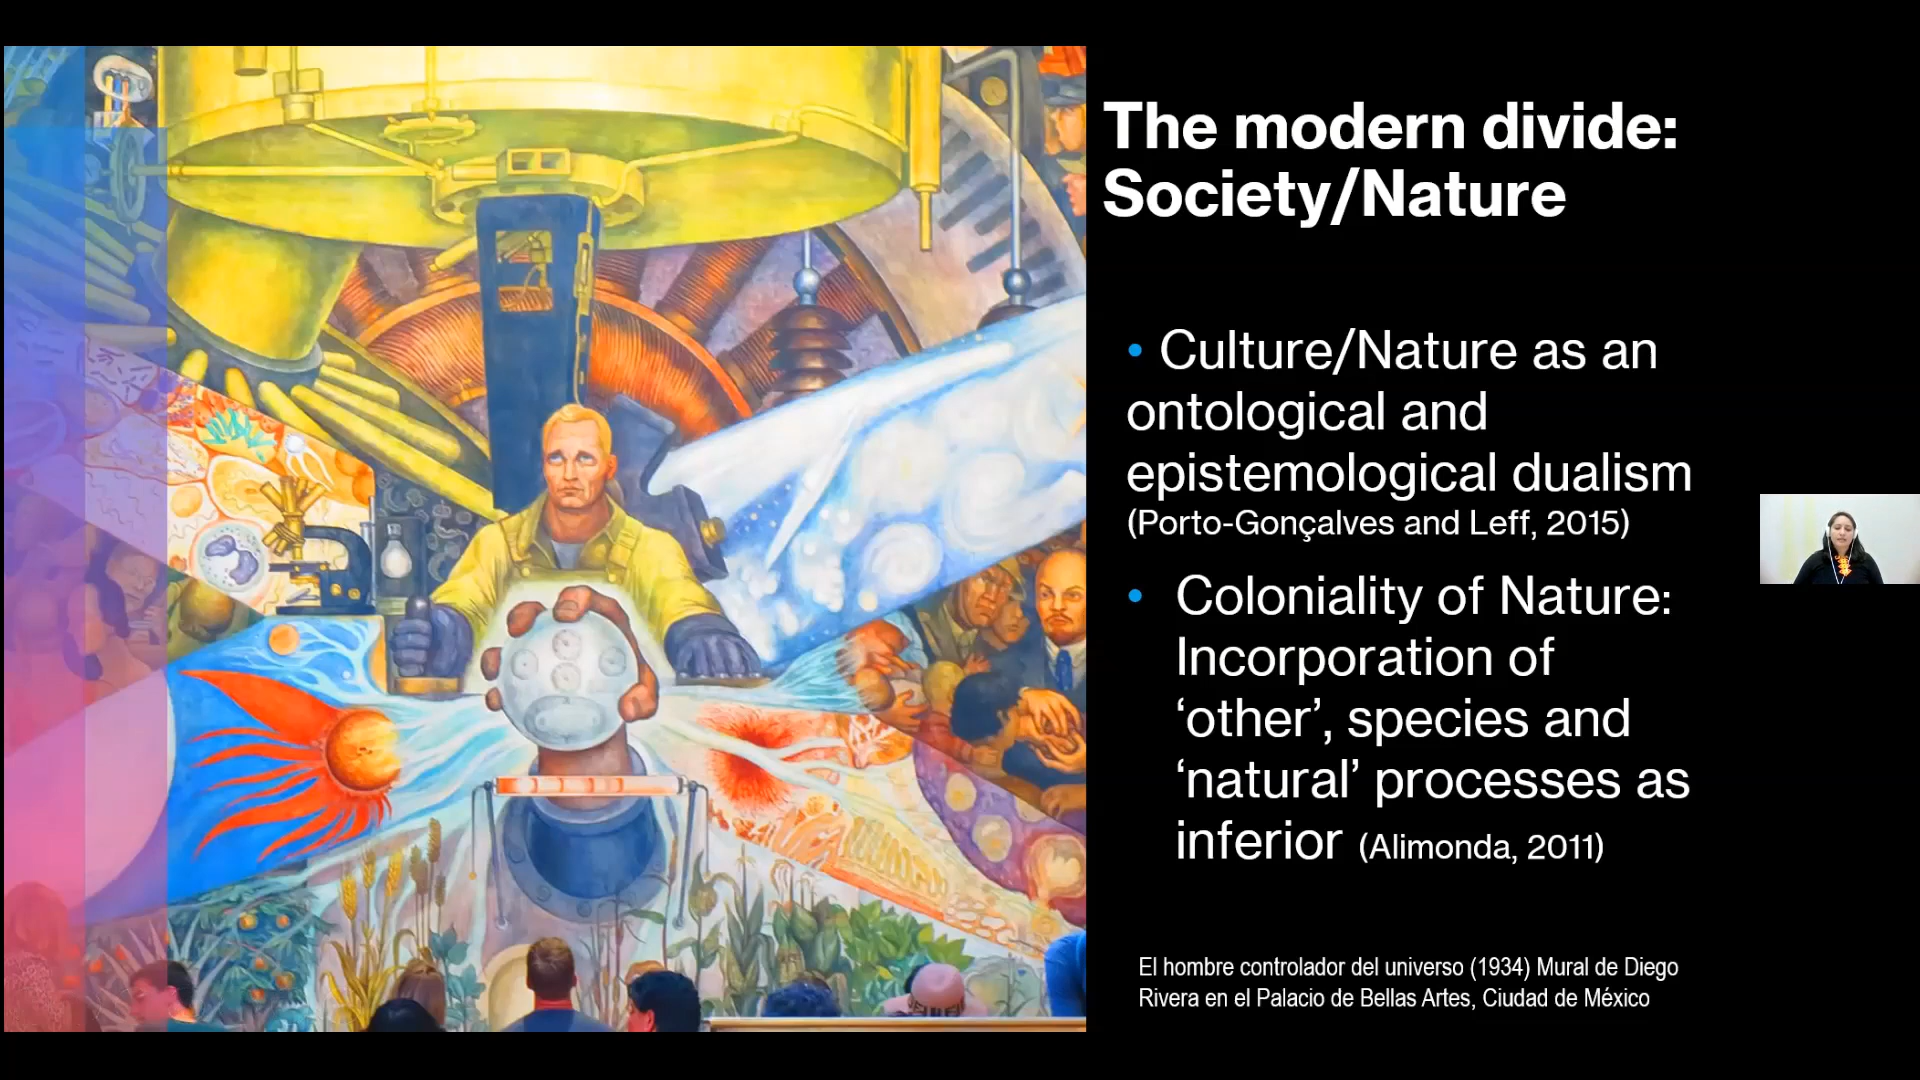 The modern divide:
Society/Nature
• Culture/Nature as an
ontological and
epistemological dualism
(Porto-Gonçalves and Leff, 2015)
• Coloniality of Nature:
Incorporation of
‘other’, species and
‘natural’ processes as
inferior (Alimonda, 2011)
El hombre controlador del universo (1934) Mural de Diego
Rivera en el Palacio de Bellas Artes, Ciudad de México